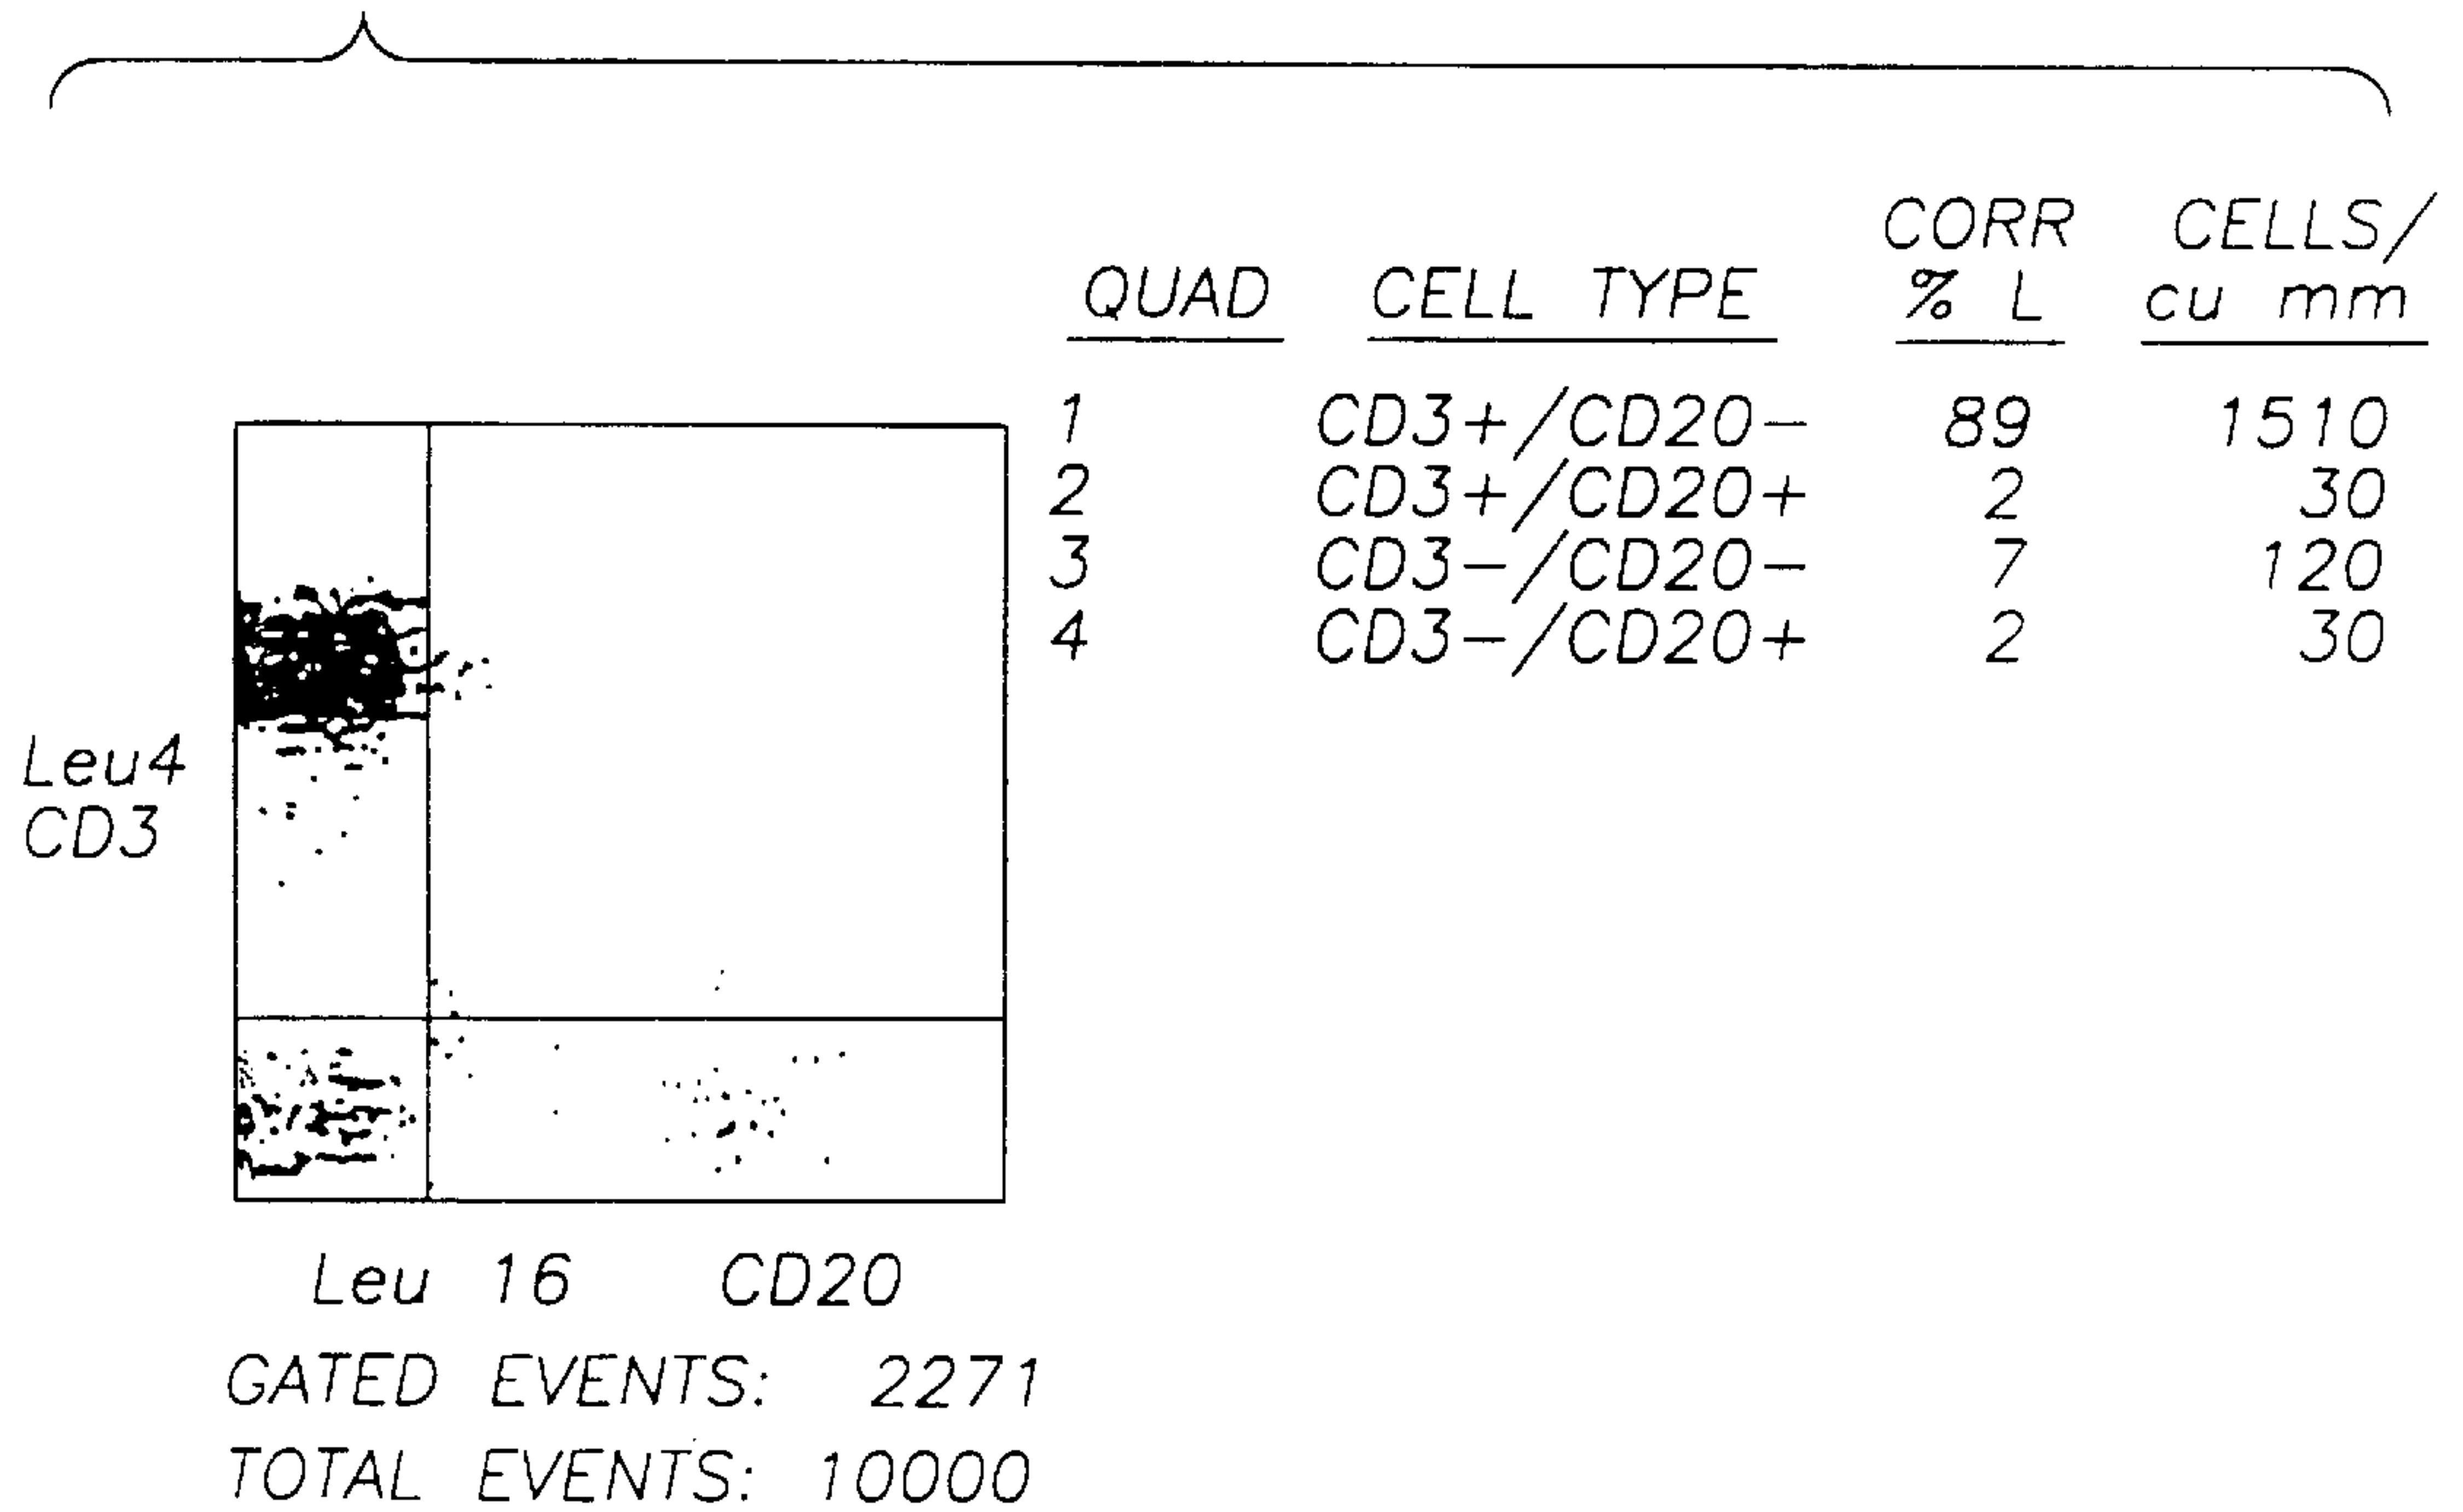 CORR CELLS/
QUAD CELL TYPE % L cu mm
1 CD3+/CD20- 89 1510
2 CD3+/CD20+ 2 30
3 CD3-/CD20- 7 120
4 CD3-/CD20+ 2 30
Leu4
CD3
Leu 16 CD20
GATED EVENTS: 2271
TOTAL EVENTS: 10000